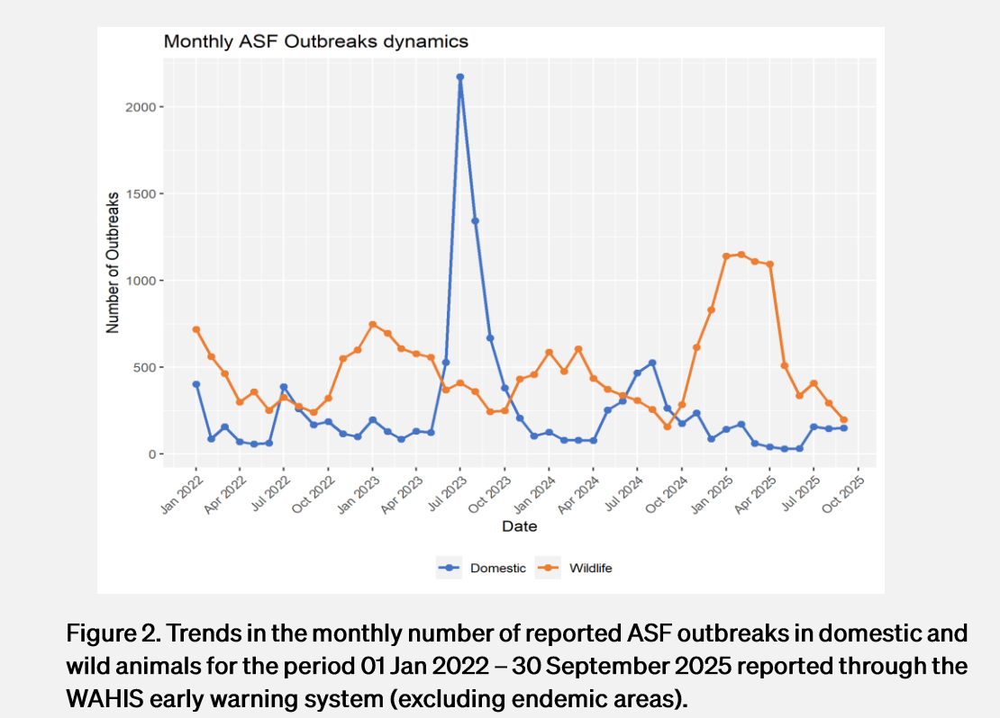 Monthly ASF Outbreaks dynamics
Number of Outbreaks
2000
1500
1000
500
0
Jan 2022
Apr 2022
Jul 2022
Oct 2022
Jan 2023
Apr 2023
Jul 2023
Oct 2023
Jan 2024
Apr 2024
Jul 2024
Oct 2024
Jan 2025
Apr 2025
Jul 2025
Oct 2025
Date
Domestic
Wildlife
Figure 2. Trends in the monthly number of reported ASF outbreaks in domestic and
wild animals for the period 01 Jan 2022 – 30 September 2025 reported through the
WAHIS early warning system (excluding endemic areas).